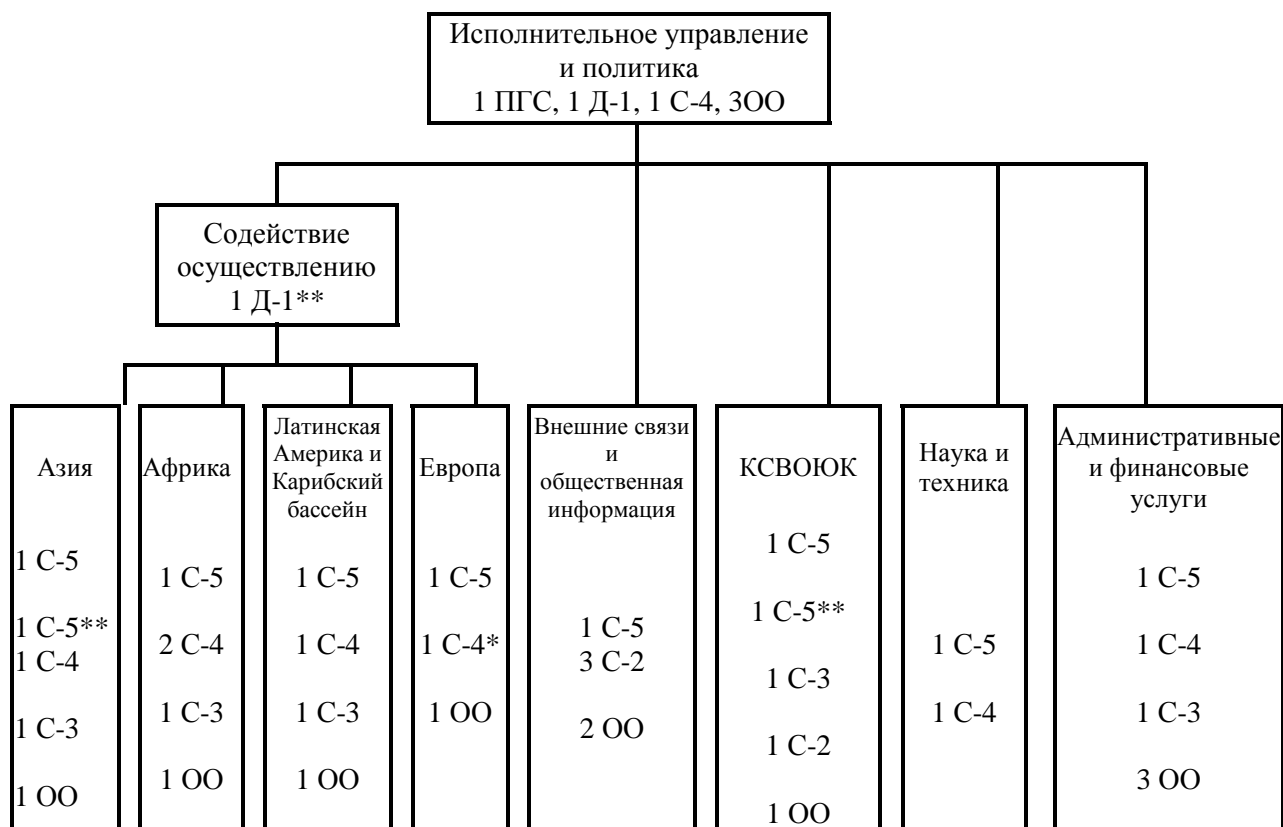 Исполнительное управление
и политика
1 ПГС, 1 Д-1, 1 С-4, 3ОО
Содействие
осуществлению
1 Д-1**
Азия
1 С-5
1 С-5**
1 С-4
1 С-3
1 ОО
Африка
1 С-5
2 С-4
1 С-3
1 ОО
Латинская
Америка и
Карибский
бассейн
1 С-5
1 С-4
1 С-3
1 ОО
Европа
1 С-5
1 С-4*
1 ОО
Внешние связи
и
общественная
информация
1 С-5
3 С-2
2 ОО
КСВОЮК
1 С-5
1 С-5**
1 С-3
1 С-2
1 ОО
Наука и
техника
1 С-5
1 С-4
Административные
и финансовые
услуги
1 С-5
1 С-4
1 С-3
3 ОО